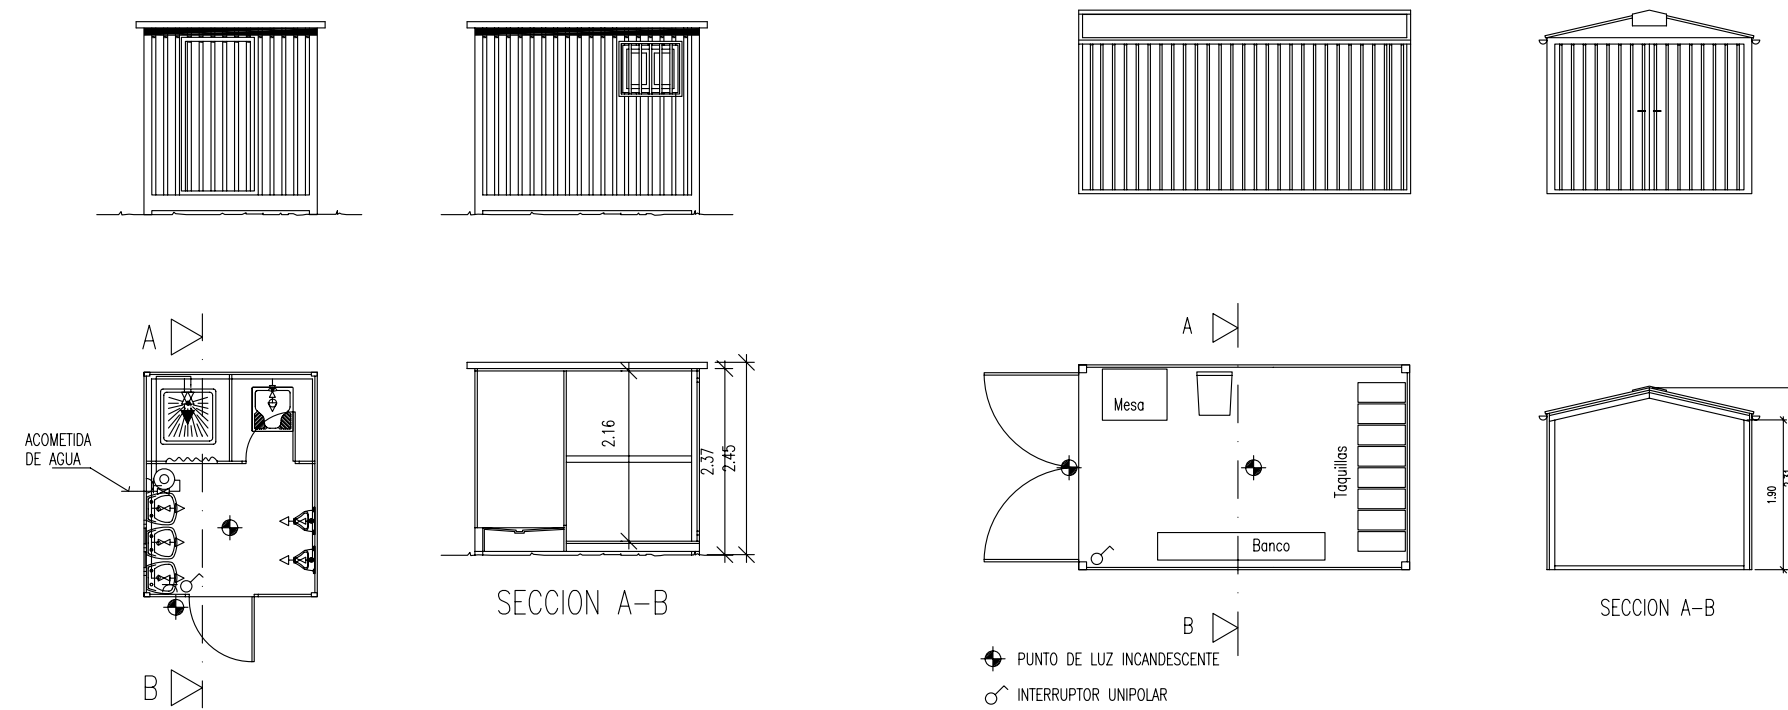 A
ACOMETIDA
DE AGUA
B
2.16
2.37
2.45
SECCION A-B
A
Mesa
Taquillas
Banco
B
PUNTO DE LUZ INCANDESCENTE
INTERRUPTOR UNIPOLAR
1.90
SECCION A-B